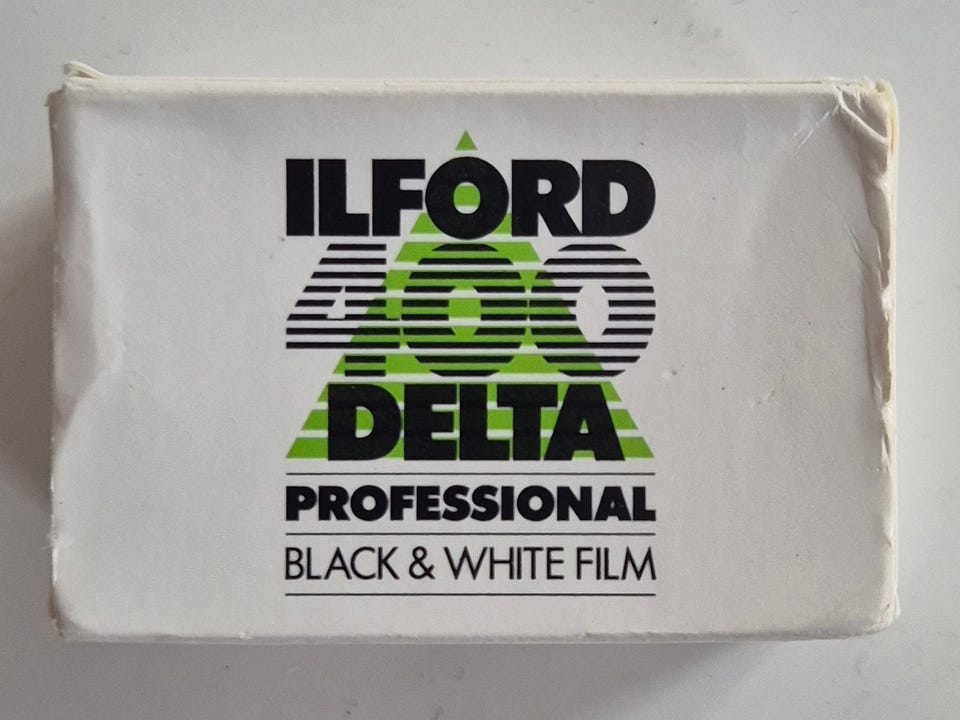 ILFORD
400
DELTA
PROFESSIONAL
BLACK & WHITE FILM